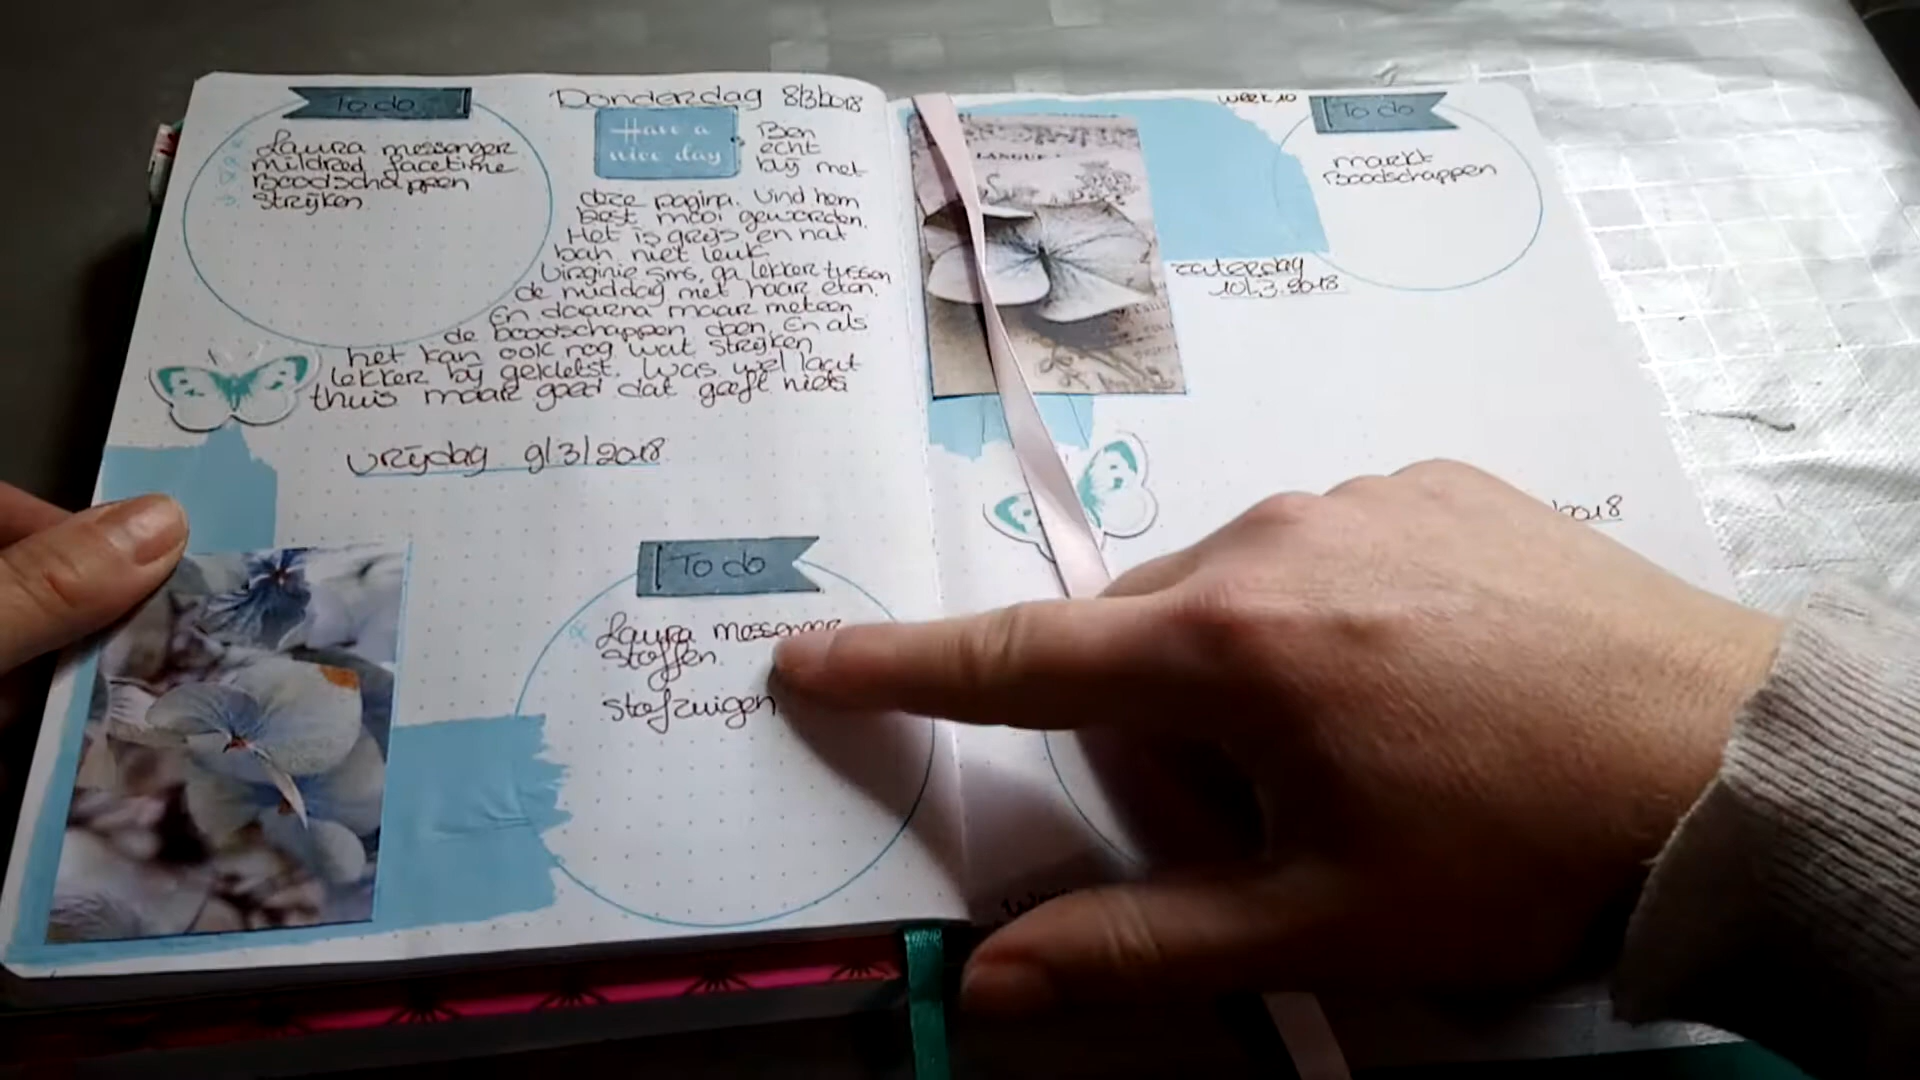 To do
Laura messenger
mildred facetime
Boodschappen
Strijken
Donderdag 8/3/2018
Have a
nice day
Ben
echt
bij met
deze pagina. Vind hem
best mooi geworden.
Het is grijs en nat
bah niet leuk
Virginie sms, ga lekker tussen
de middag met haar eten.
En daarna maar meteen
de boodschappen doen. En als
het kan ook nog wat strijken
lekker bij gekletst. Was wel laat
thuis maar goed dat geeft niets
vrijdag 9/3/2018
To do
Laura messenger
Stoffen
Stofzuigen
LANGUE
week 10
To do
markt
Boodschappen
zaterdag
10.3.2018
2018